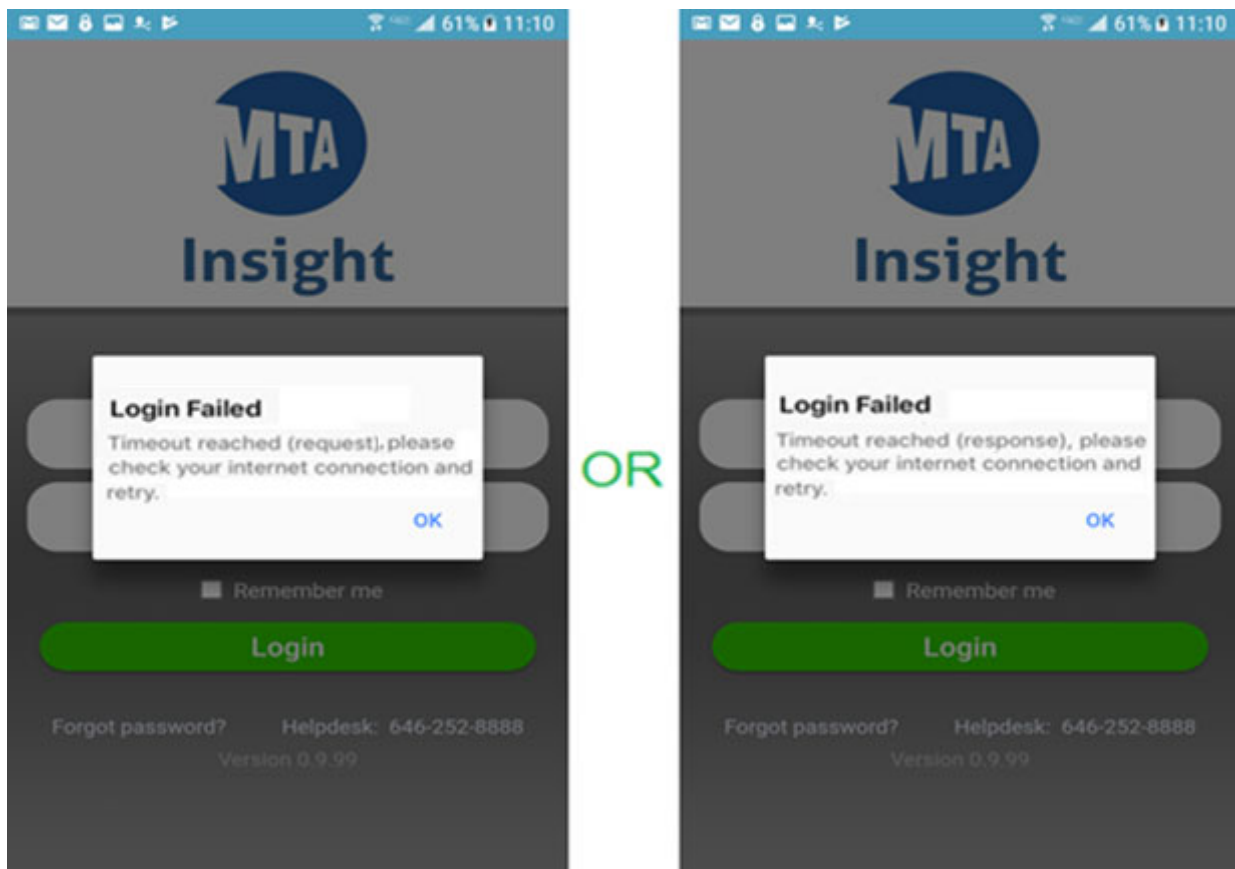 61% 11:10
MTA
Insight
Login Failed
Timeout reached (request), please
check your internet connection and
retry.
OK
Remember me
Login
Forgot password? Helpdesk: 646-252-8888
Version 0.9.99
OR
61% 11:10
MTA
Insight
Login Failed
Timeout reached (response), please
check your internet connection and
retry.
OK
Remember me
Login
Forgot password? Helpdesk: 646-252-8888
Version 0.9.99